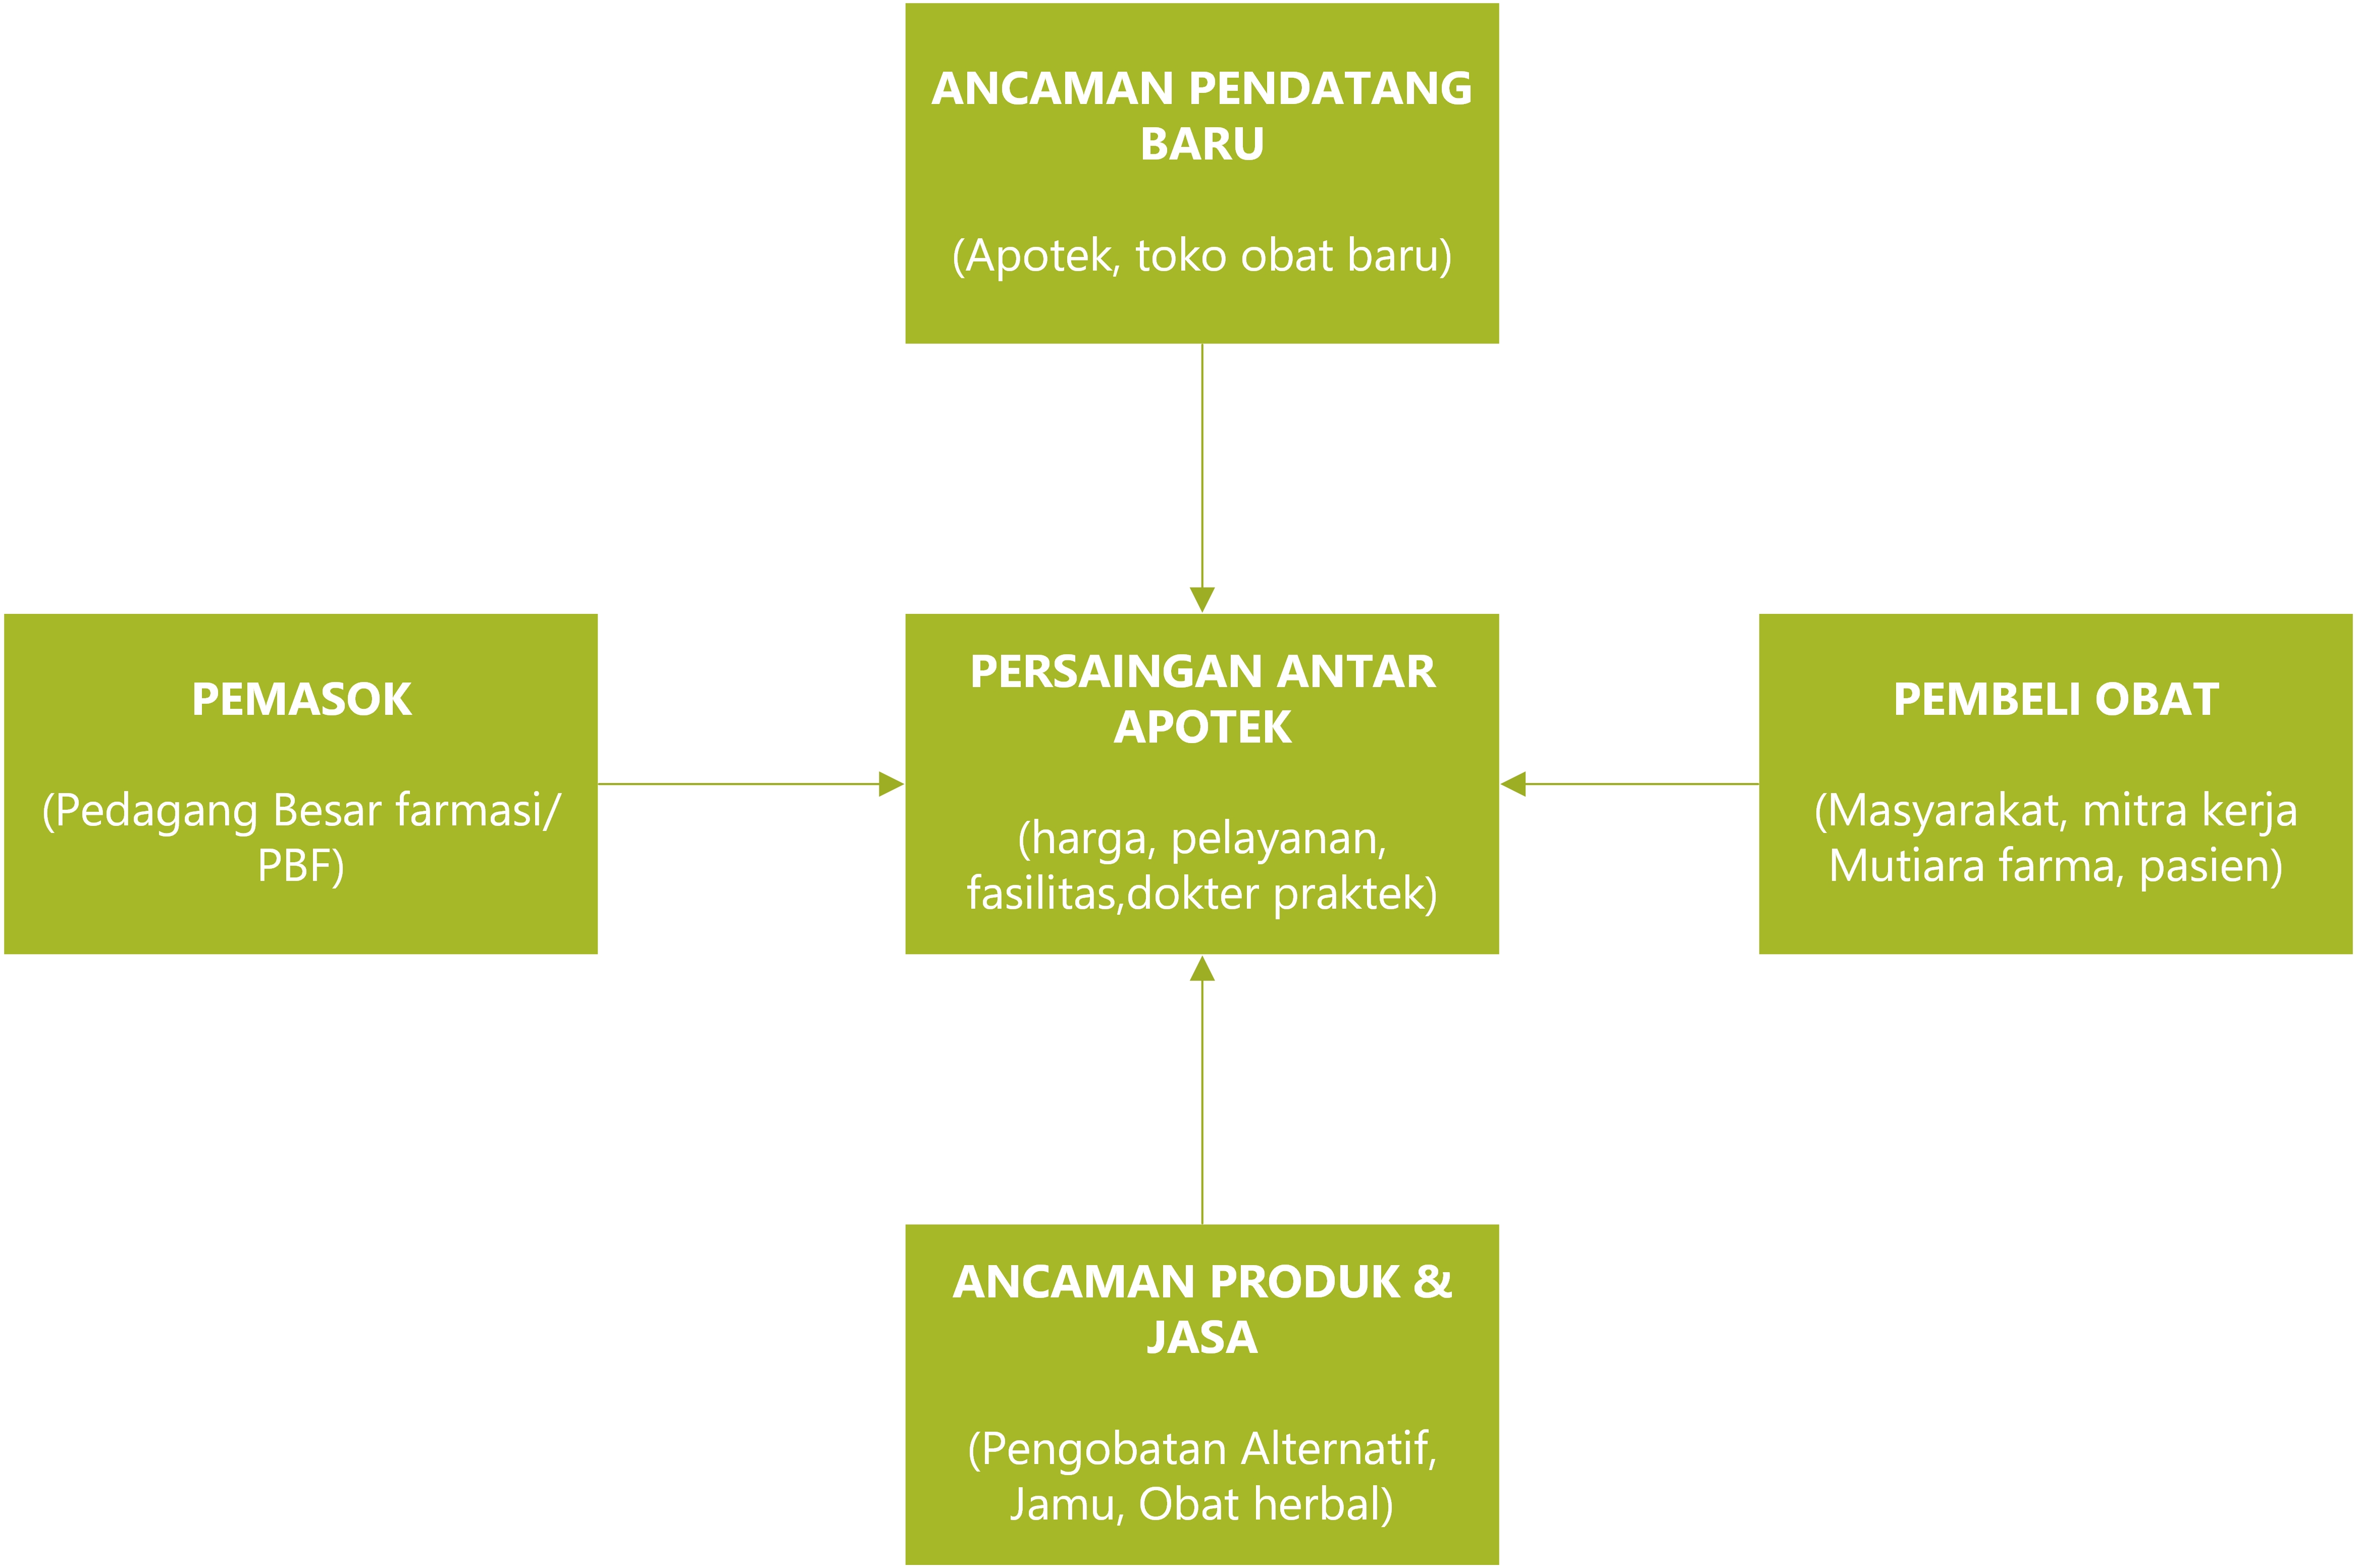 ANCAMAN PENDATANG
BARU
(Apotek, toko obat baru)
PEMASOK
(Pedagang Besar farmasi/
PBF)
PERSAINGAN ANTAR
APOTEK
(harga, pelayanan,
fasilitas,dokter praktek)
PEMBELI OBAT
(Masyarakat, mitra kerja
Mutiara farma, pasien)
ANCAMAN PRODUK &
JASA
(Pengobatan Alternatif,
Jamu, Obat herbal)